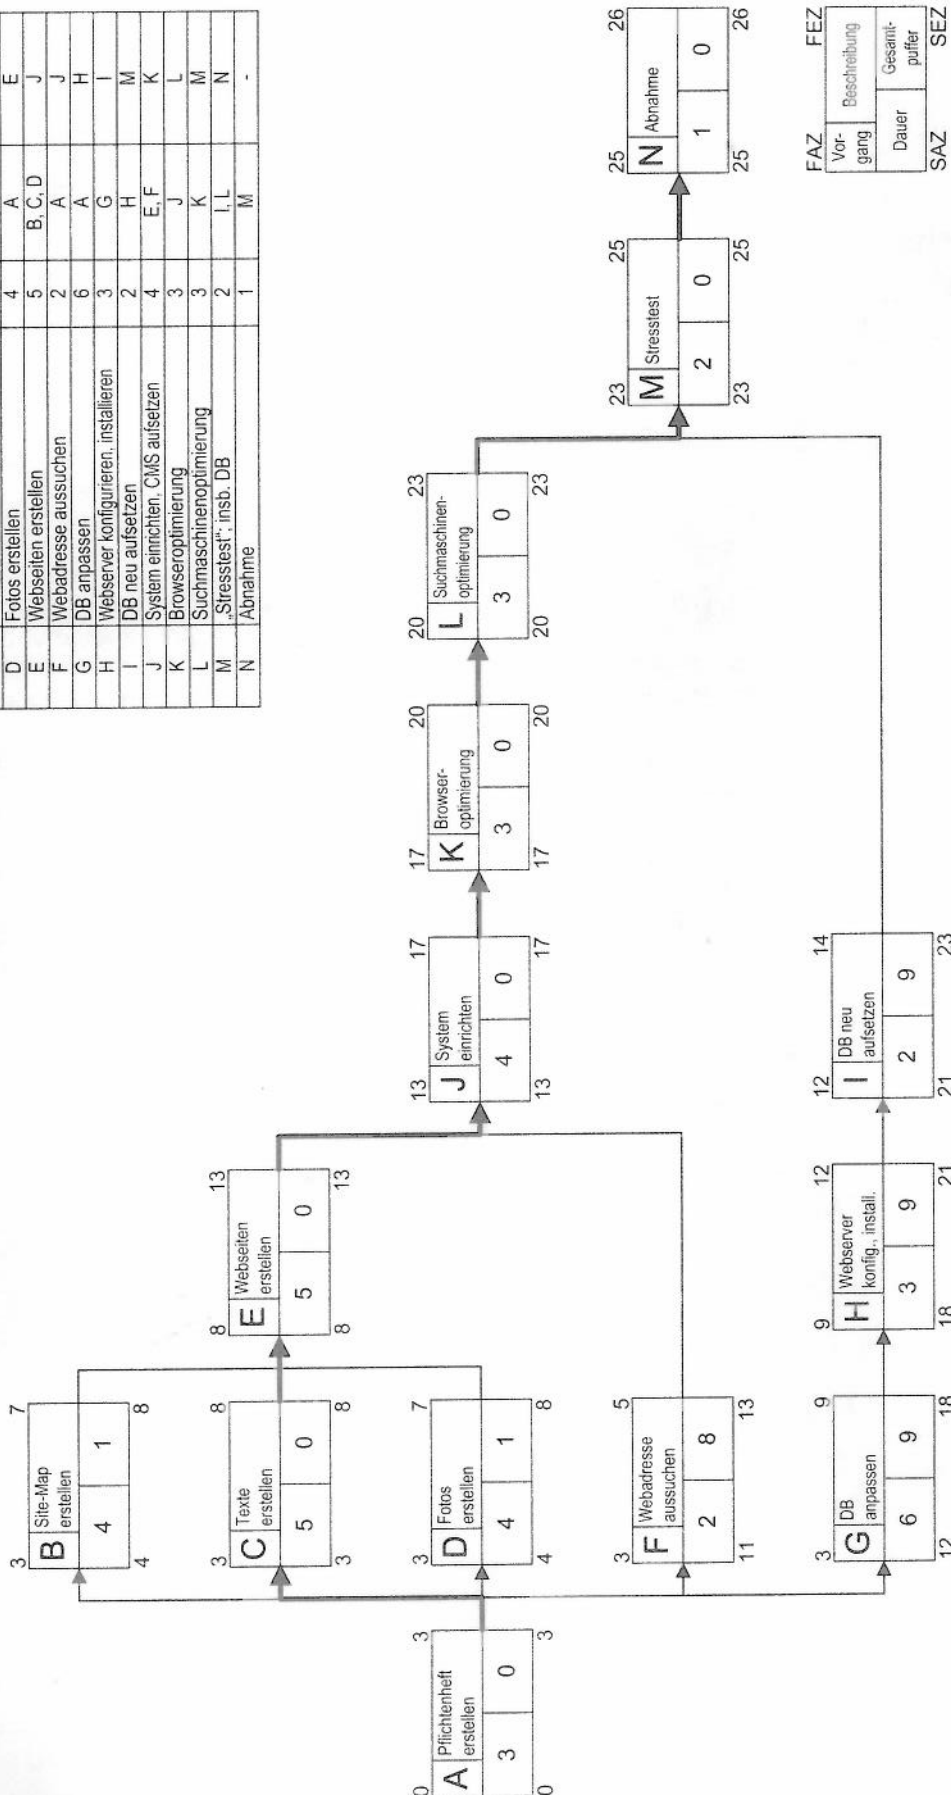 D Fotos erstellen 4 A E
E Webseiten erstellen 5 B, C, D J
F Webadresse aussuchen 2 A J
G DB anpassen 6 A H
H Webserver konfigurieren, installieren 3 G I
I DB neu aufsetzen 2 H M
J System einrichten, CMS aufsetzen 4 E, F K
K Browseroptimierung 3 J L
L Suchmaschinenoptimierung 3 K M
M „Stresstest“; insb. DB 2 I, L N
N Abnahme 1 M -
0 3
A Pflichtenheft
erstellen
3 0
0 3
3 7
B Site-Map
erstellen
4 1
4 8
3 8
C Texte
erstellen
5 0
3 8
3 7
D Fotos
erstellen
4 1
4 8
3 5
F Webadresse
aussuchen
2 8
11 13
3 9
G DB
anpassen
6 9
12 18
8 13
E Webseiten
erstellen
5 0
8 13
9 12
H Webserver
konfig., install.
3 9
18 21
13 17
J System
einrichten
4 0
13 17
12 14
I DB neu
aufsetzen
2 9
21 23
17 20
K Browser-
optimierung
3 0
17 20
20 23
L Suchmaschinen-
optimierung
3 0
20 23
23 25
M Stresstest
2 0
23 25
25 26
N Abnahme
1 0
25 26
FAZ FEZ
Vor-
gang
Beschreibung
Dauer
Gesamt-
puffer
SAZ SEZ